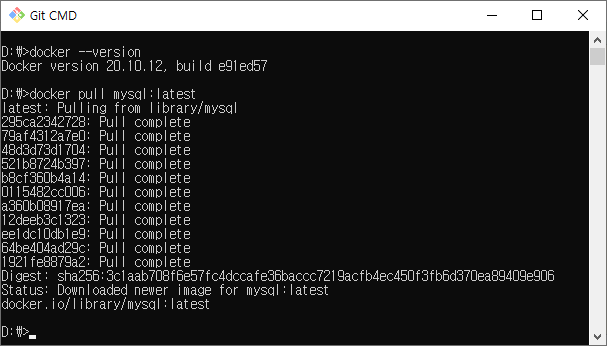 Git CMD
D:₩>docker --version
Docker version 20.10.12, build e91ed57
D:₩>docker pull mysql:latest
latest: Pulling from library/mysql
295ca2342728: Pull complete
79af4312a7e0: Pull complete
48d3d73d1704: Pull complete
521b8724b397: Pull complete
b8cf360b4a14: Pull complete
0115482cc006: Pull complete
a360b08917ea: Pull complete
12deeb3c1323: Pull complete
ee1dc10db1e9: Pull complete
64be404ad29c: Pull complete
1921fe8879a2: Pull complete
Digest: sha256:3c1aab708f6e57fc4dccafe36baccc7219acfb4ec450f3fb6d370ea89409e906
Status: Downloaded newer image for mysql:latest
docker.io/library/mysql:latest
D:₩>